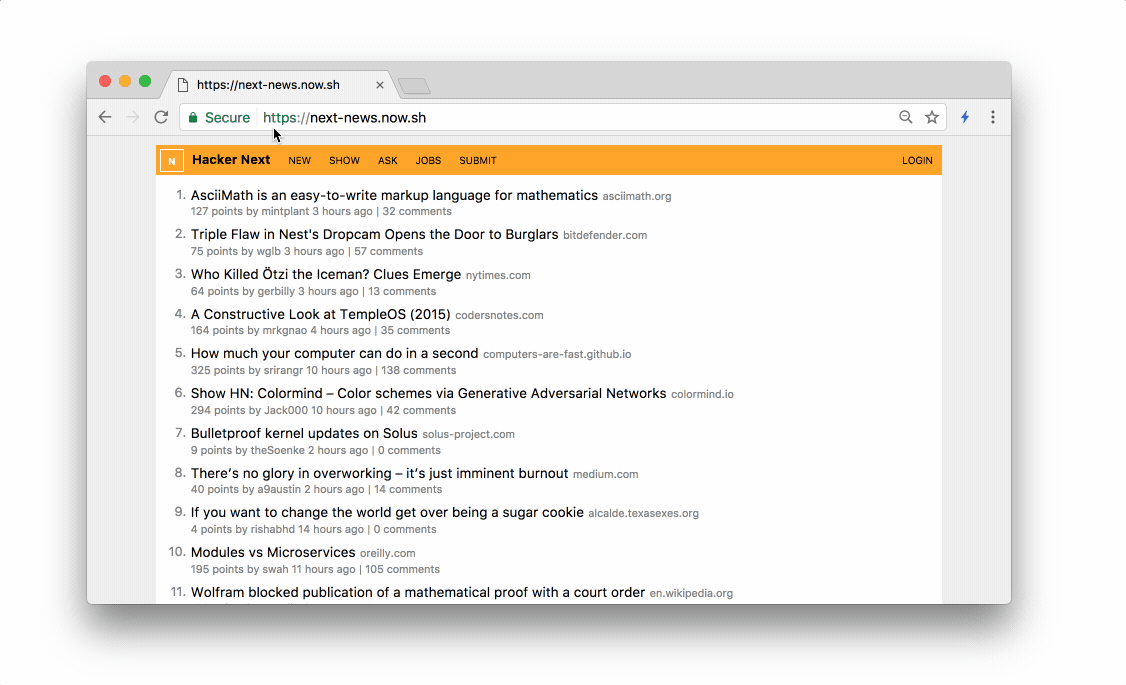 https://next-news.now.sh
Secure https://next-news.now.sh
N Hacker Next NEW SHOW ASK JOBS SUBMIT LOGIN
1. AsciiMath is an easy-to-write markup language for mathematics asciimath.org
127 points by mintplant 3 hours ago | 32 comments
2. Triple Flaw in Nest's Dropcam Opens the Door to Burglars bitdefender.com
75 points by wglb 3 hours ago | 57 comments
3. Who Killed Ötzi the Iceman? Clues Emerge nytimes.com
64 points by gerbilly 3 hours ago | 13 comments
4. A Constructive Look at TempleOS (2015) codersnotes.com
164 points by mrkgnao 4 hours ago | 35 comments
5. How much your computer can do in a second computers-are-fast.github.io
325 points by srirangr 10 hours ago | 138 comments
6. Show HN: Colormind – Color schemes via Generative Adversarial Networks colormind.io
294 points by Jack000 10 hours ago | 42 comments
7. Bulletproof kernel updates on Solus solus-project.com
9 points by theSoenke 2 hours ago | 0 comments
8. There’s no glory in overworking – it’s just imminent burnout medium.com
40 points by a9austin 2 hours ago | 14 comments
9. If you want to change the world get over being a sugar cookie alcalde.texasexes.org
4 points by rishabhd 14 hours ago | 0 comments
10. Modules vs Microservices oreilly.com
195 points by swah 11 hours ago | 105 comments
11. Wolfram blocked publication of a mathematical proof with a court order en.wikipedia.org